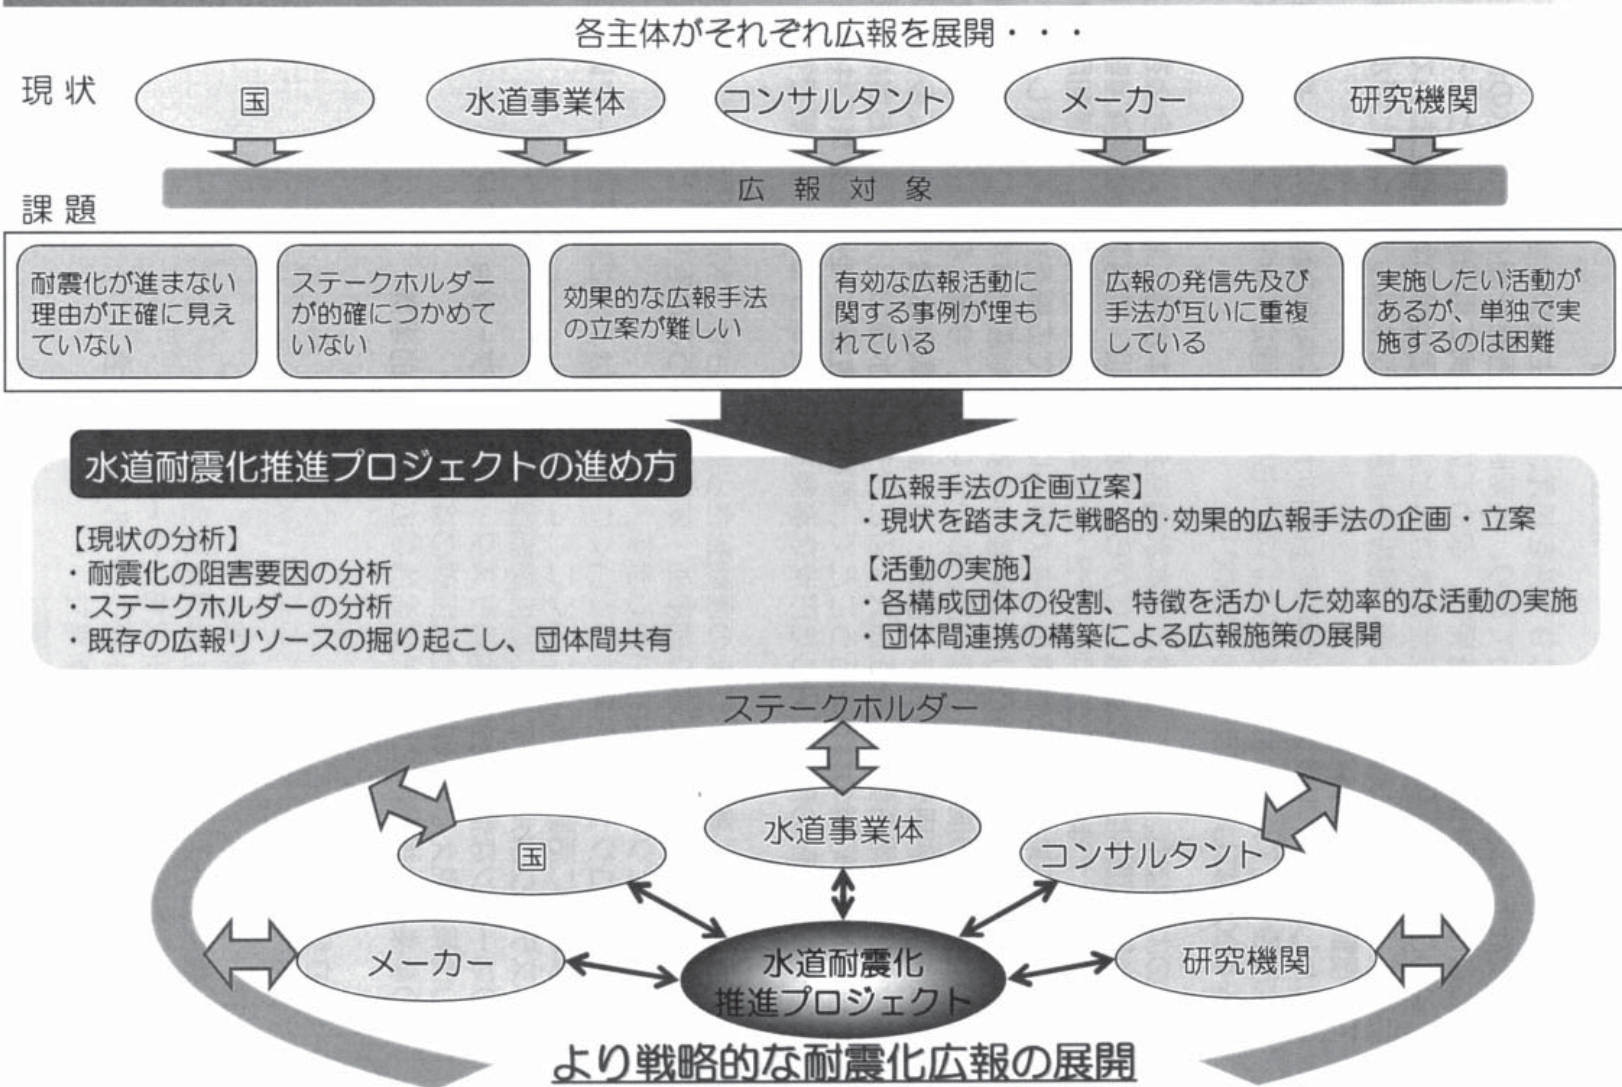 各主体がそれぞれ広報を展開・・・
現状
国
水道事業体
コンサルタント
メーカー
研究機関
広報対象
課題
耐震化が進まない
理由が正確に見え
ていない
ステークホルダー
が的確につかめて
いない
効果的な広報手法
の立案が難しい
有効な広報活動に
関する事例が埋も
れている
広報の発信先及び
手法が互いに重複
している
実施したい活動が
あるが、単独で実
施するのは困難
水道耐震化推進プロジェクトの進め方
【現状の分析】
・耐震化の阻害要因の分析
・ステークホルダーの分析
・既存の広報リソースの掘り起こし、団体間共有
【広報手法の企画立案】
・現状を踏まえた戦略的・効果的広報手法の企画・立案
【活動の実施】
・各構成団体の役割、特徴を活かした効率的な活動の実施
・団体間連携の構築による広報施策の展開
ステークホルダー
水道事業体
国
コンサルタント
メーカー
研究機関
水道耐震化
推進プロジェクト
より戦略的な耐震化広報の展開